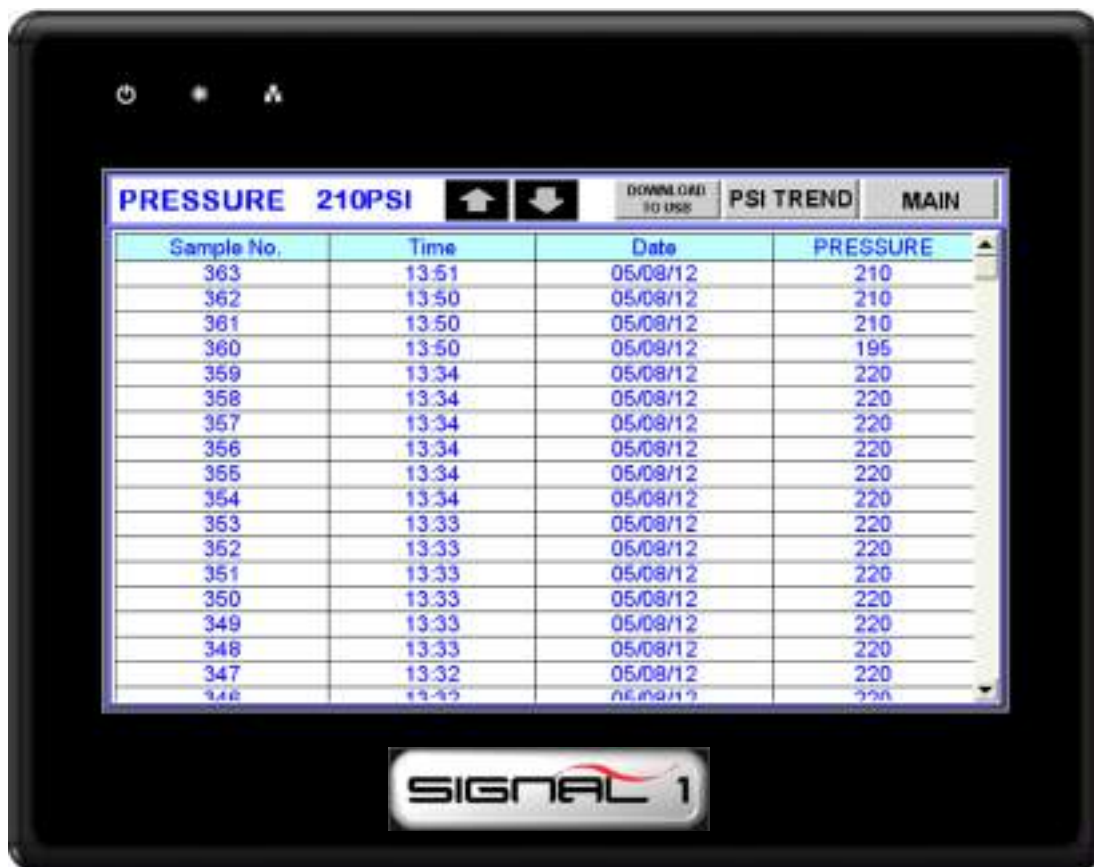 PRESSURE 210PSI DOWNLOAD TO USB PSI TREND MAIN
Sample No. Time Date PRESSURE
363 13:51 05/08/12 210
362 13:50 05/08/12 210
361 13:50 05/08/12 210
360 13:50 05/08/12 195
359 13:34 05/08/12 220
358 13:34 05/08/12 220
357 13:34 05/08/12 220
356 13:34 05/08/12 220
355 13:34 05/08/12 220
354 13:34 05/08/12 220
353 13:33 05/08/12 220
352 13:33 05/08/12 220
351 13:33 05/08/12 220
350 13:33 05/08/12 220
349 13:33 05/08/12 220
348 13:33 05/08/12 220
347 13:32 05/08/12 220
346 13:32 05/08/12 220
SIGNAL 1